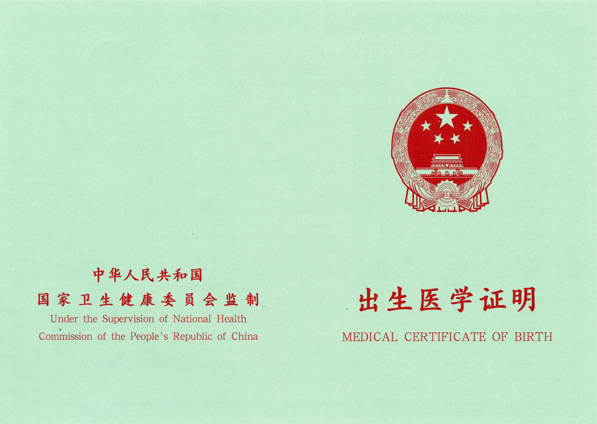 中华人民共和国
国家卫生健康委员会监制
Under the Supervision of National Health
Commission of the People's Republic of China
出生医学证明
MEDICAL CERTIFICATE OF BIRTH